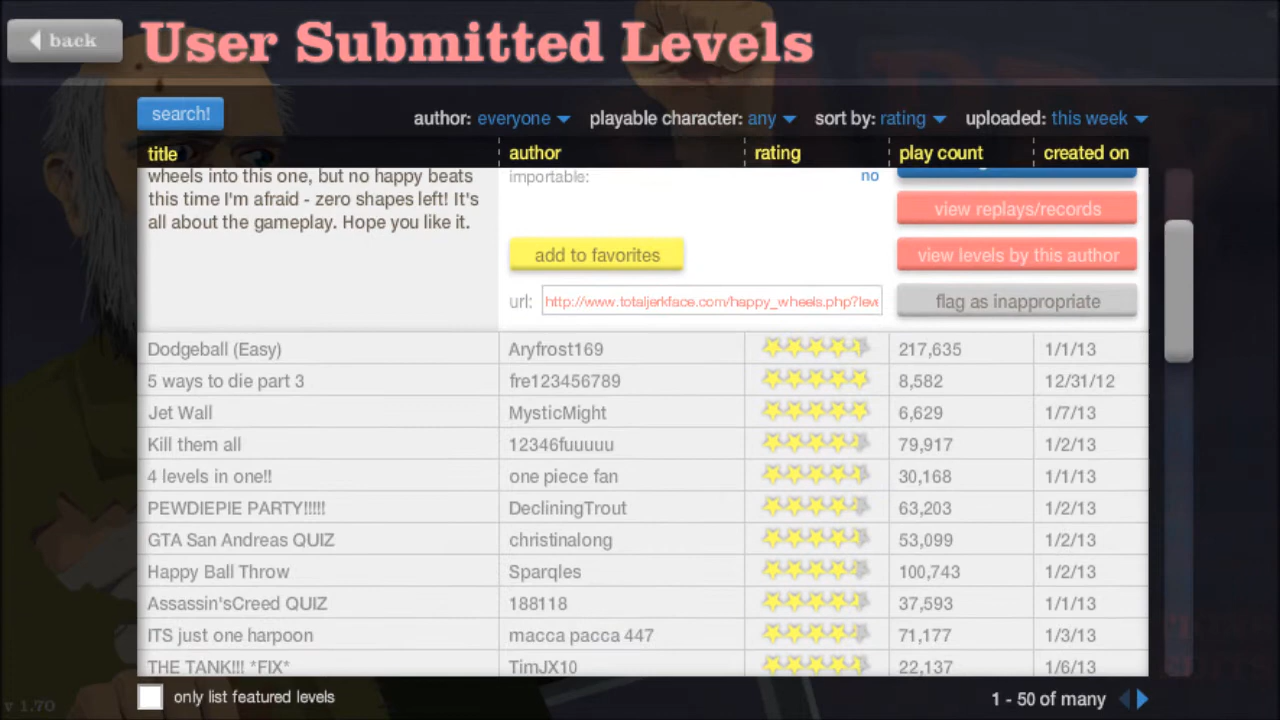 back
User Submitted Levels
search!
author: everyone playable character: any sort by: rating uploaded: this week
title author rating play count created on
wheels into this one, but no happy beats
this time I'm afraid - zero shapes left! It's
all about the gameplay. Hope you like it.
importable: no
view replays/records
add to favorites
view levels by this author
url: http://www.totaljerkface.com/happy_wheels.php?leve
flag as inappropriate
Dodgeball (Easy) Aryfrost169 217,635 1/1/13
5 ways to die part 3 fre123456789 8,582 12/31/12
Jet Wall MysticMight 6,629 1/7/13
Kill them all 12346fuuuuu 79,917 1/2/13
4 levels in one!! one piece fan 30,168 1/1/13
PEWDIEPIE PARTY!!!!! DecliningTrout 63,203 1/2/13
GTA San Andreas QUIZ christinalong 53,099 1/2/13
Happy Ball Throw Sparqles 100,743 1/2/13
Assassin'sCreed QUIZ 188118 37,593 1/1/13
ITS just one harpoon macca pacca 447 71,177 1/3/13
THE TANK!!! *FIX* TimJX10 22,137 1/6/13
only list featured levels
1 - 50 of many
v 1.70